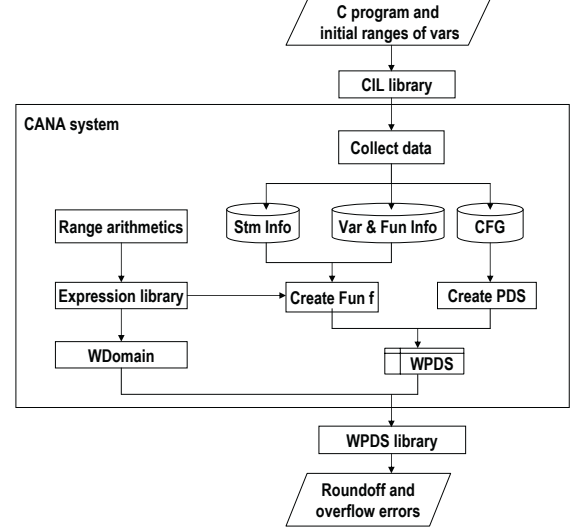 C program and
initial ranges of vars
CIL library
CANA system
Collect data
Range arithmetics
Stm Info
Var & Fun Info
CFG
Expression library
Create Fun f
Create PDS
WDomain
WPDS
WPDS library
Roundoff and
overflow errors